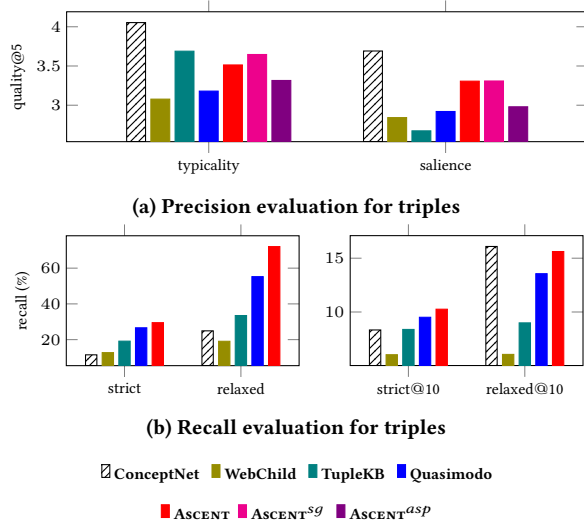 4
3.5
3
quality@5
typicality
salience
(a) Precision evaluation for triples
60
40
20
recall (%)
strict
relaxed
15
10
strict@10
relaxed@10
(b) Recall evaluation for triples
ConceptNet WebChild TupleKB Quasimodo
Ascent Ascent^sg Ascent^asp